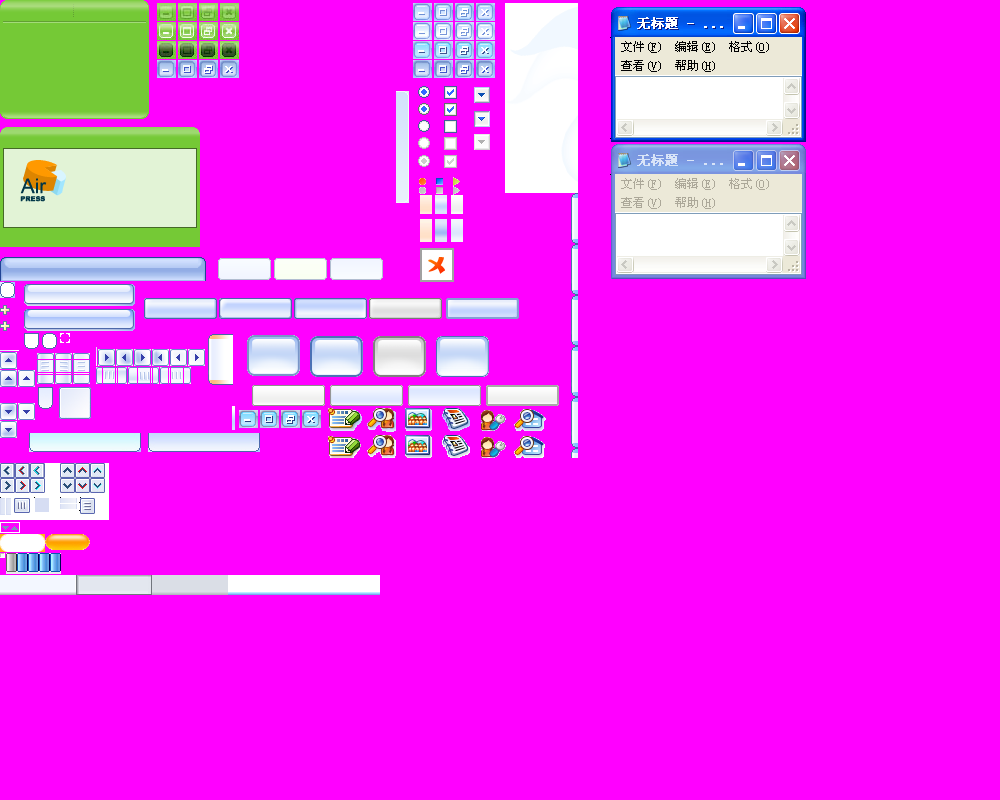 无标题 - ...
文件(F) 编辑(E) 格式(O)
查看(V) 帮助(H)
Air
PRESS
无标题 - ...
文件(F) 编辑(E) 格式(O)
查看(V) 帮助(H)